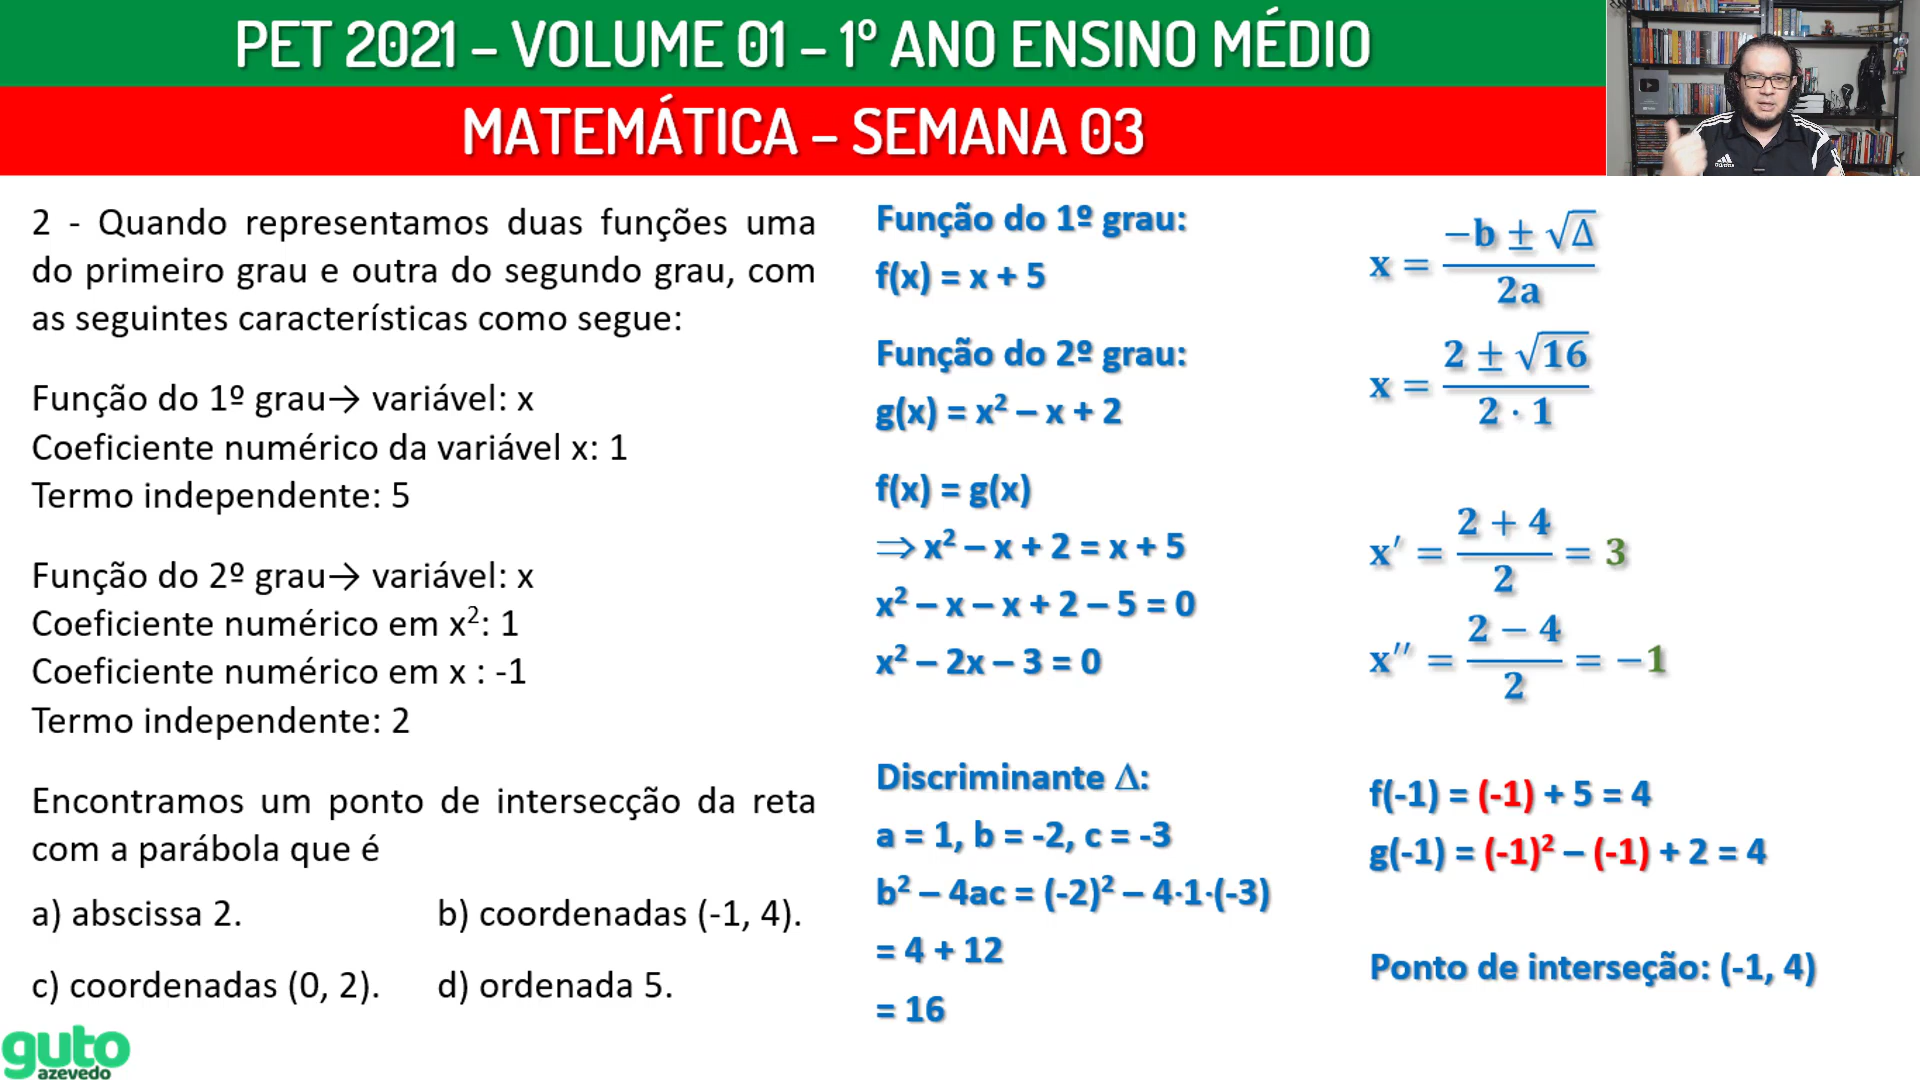 PET 2021 – VOLUME 01 – 1º ANO ENSINO MÉDIO
MATEMÁTICA – SEMANA 03
2 - Quando representamos duas funções uma
do primeiro grau e outra do segundo grau, com
as seguintes características como segue:
Função do 1º grau→ variável: x
Coeficiente numérico da variável x: 1
Termo independente: 5
Função do 2º grau→ variável: x
Coeficiente numérico em x²: 1
Coeficiente numérico em x : -1
Termo independente: 2
Encontramos um ponto de intersecção da reta
com a parábola que é
a) abscissa 2. b) coordenadas (-1, 4).
c) coordenadas (0, 2). d) ordenada 5.
guto
azevedo
Função do 1º grau:
f(x) = x + 5
Função do 2º grau:
g(x) = x² – x + 2
f(x) = g(x)
⇒ x² – x + 2 = x + 5
x² – x – x + 2 – 5 = 0
x² – 2x – 3 = 0
Discriminante Δ:
a = 1, b = -2, c = -3
b² – 4ac = (-2)² – 4·1·(-3)
= 4 + 12
= 16
x = (−b ± √Δ) / 2a
x = (2 ± √16) / (2 · 1)
x′ = (2 + 4) / 2 = 3
x′′ = (2 − 4) / 2 = −1
f(-1) = (-1) + 5 = 4
g(-1) = (-1)² – (-1) + 2 = 4
Ponto de interseção: (-1, 4)